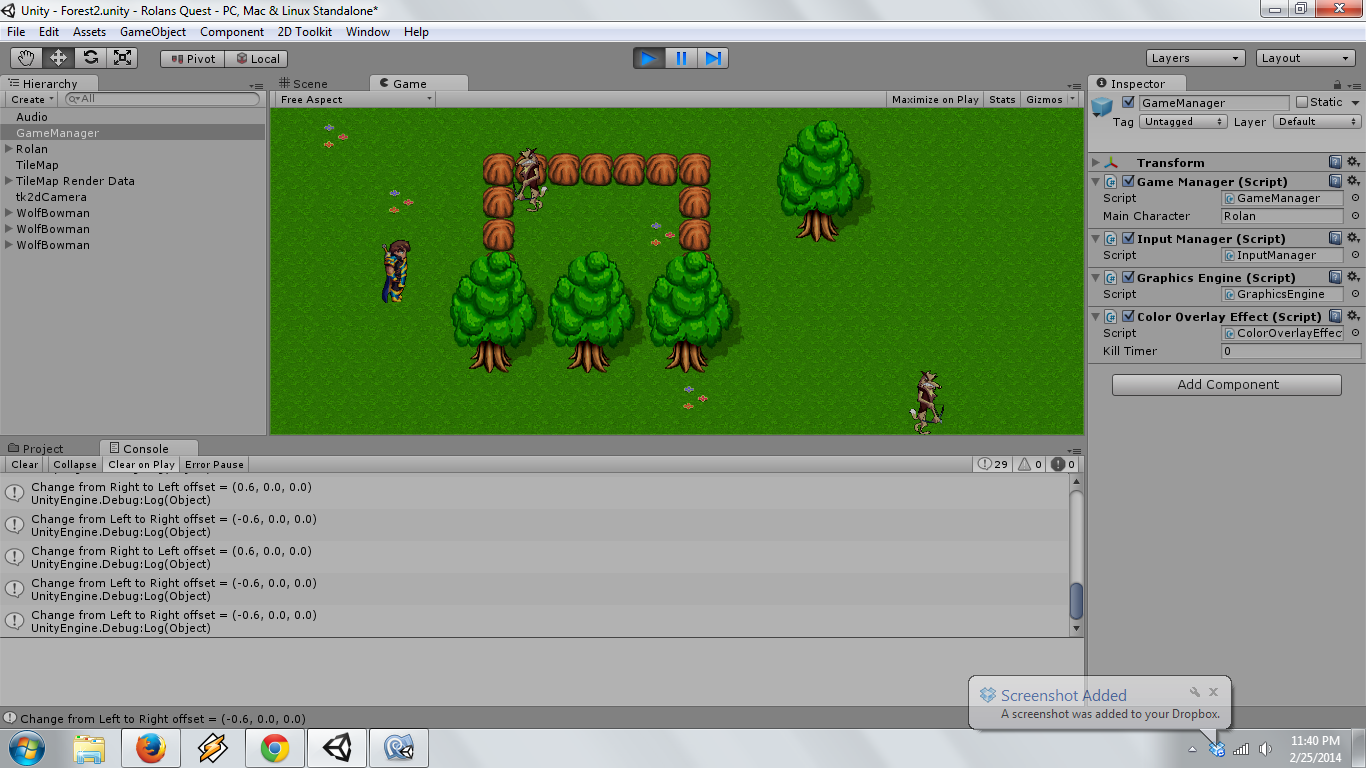 Unity - Forest2.unity - Rolans Quest - PC, Mac & Linux Standalone*
File Edit Assets GameObject Component 2D Toolkit Window Help
Pivot Local Layers Layout
Hierarchy
Create All
Audio
GameManager
Rolan
TileMap
TileMap Render Data
tk2dCamera
WolfBowman
WolfBowman
WolfBowman
Scene Game
Free Aspect Maximize on Play Stats Gizmos
Inspector
GameManager Static
Tag Untagged Layer Default
Transform
Game Manager (Script)
Script GameManager
Main Character Rolan
Input Manager (Script)
Script InputManager
Graphics Engine (Script)
Script GraphicsEngine
Color Overlay Effect (Script)
Script ColorOverlayEffec
Kill Timer 0
Add Component
Project Console
Clear Collapse Clear on Play Error Pause 29 0 0
Change from Right to Left offset = (0.6, 0.0, 0.0)
UnityEngine.Debug:Log(Object)
Change from Left to Right offset = (-0.6, 0.0, 0.0)
UnityEngine.Debug:Log(Object)
Change from Right to Left offset = (0.6, 0.0, 0.0)
UnityEngine.Debug:Log(Object)
Change from Left to Right offset = (-0.6, 0.0, 0.0)
UnityEngine.Debug:Log(Object)
Change from Left to Right offset = (-0.6, 0.0, 0.0)
UnityEngine.Debug:Log(Object)
Change from Left to Right offset = (-0.6, 0.0, 0.0)
Screenshot Added
A screenshot was added to your Dropbox.
11:40 PM
2/25/2014